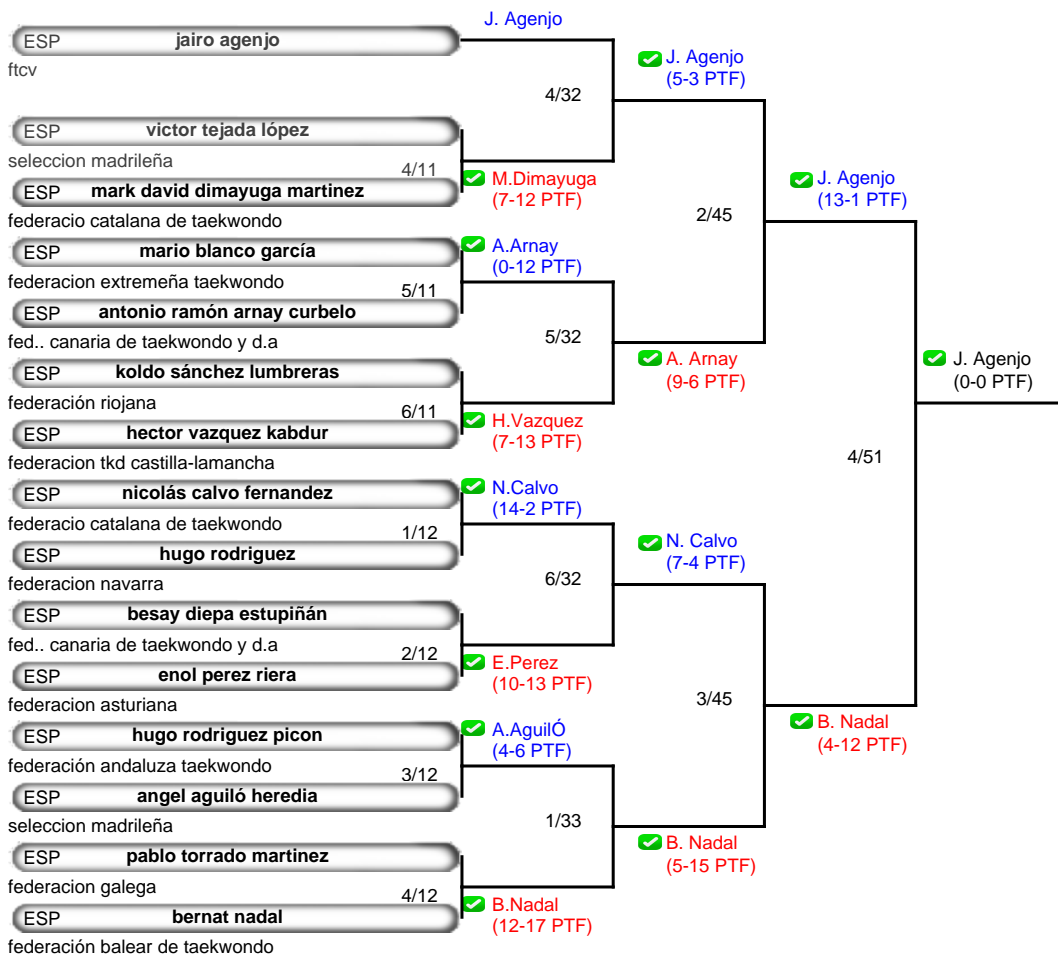 J. Agenjo
ESP jairo agenjo
ftcv
J. Agenjo
(5-3 PTF)
4/32
ESP victor tejada lópez
seleccion madrileña
4/11
M.Dimayuga
(7-12 PTF)
J. Agenjo
(13-1 PTF)
ESP mark david dimayuga martinez
federacio catalana de taekwondo
2/45
ESP mario blanco garcía
A.Arnay
(0-12 PTF)
federacion extremeña taekwondo
5/11
ESP antonio ramón arnay curbelo
fed.. canaria de taekwondo y d.a
5/32
A. Arnay
(9-6 PTF)
J. Agenjo
(0-0 PTF)
ESP koldo sánchez lumbreras
federación riojana
6/11
H.Vazquez
(7-13 PTF)
ESP hector vazquez kabdur
federacion tkd castilla-lamancha
4/51
ESP nicolás calvo fernandez
N.Calvo
(14-2 PTF)
federacio catalana de taekwondo
1/12
ESP hugo rodriguez
N. Calvo
(7-4 PTF)
federacion navarra
6/32
ESP besay diepa estupiñán
fed.. canaria de taekwondo y d.a
2/12
E.Perez
(10-13 PTF)
ESP enol perez riera
federacion asturiana
3/45
B. Nadal
(4-12 PTF)
ESP hugo rodriguez picon
A.AguilÓ
(4-6 PTF)
federación andaluza taekwondo
3/12
ESP angel aguiló heredia
seleccion madrileña
1/33
B. Nadal
(5-15 PTF)
ESP pablo torrado martinez
federacion galega
4/12
B.Nadal
(12-17 PTF)
ESP bernat nadal
federación balear de taekwondo